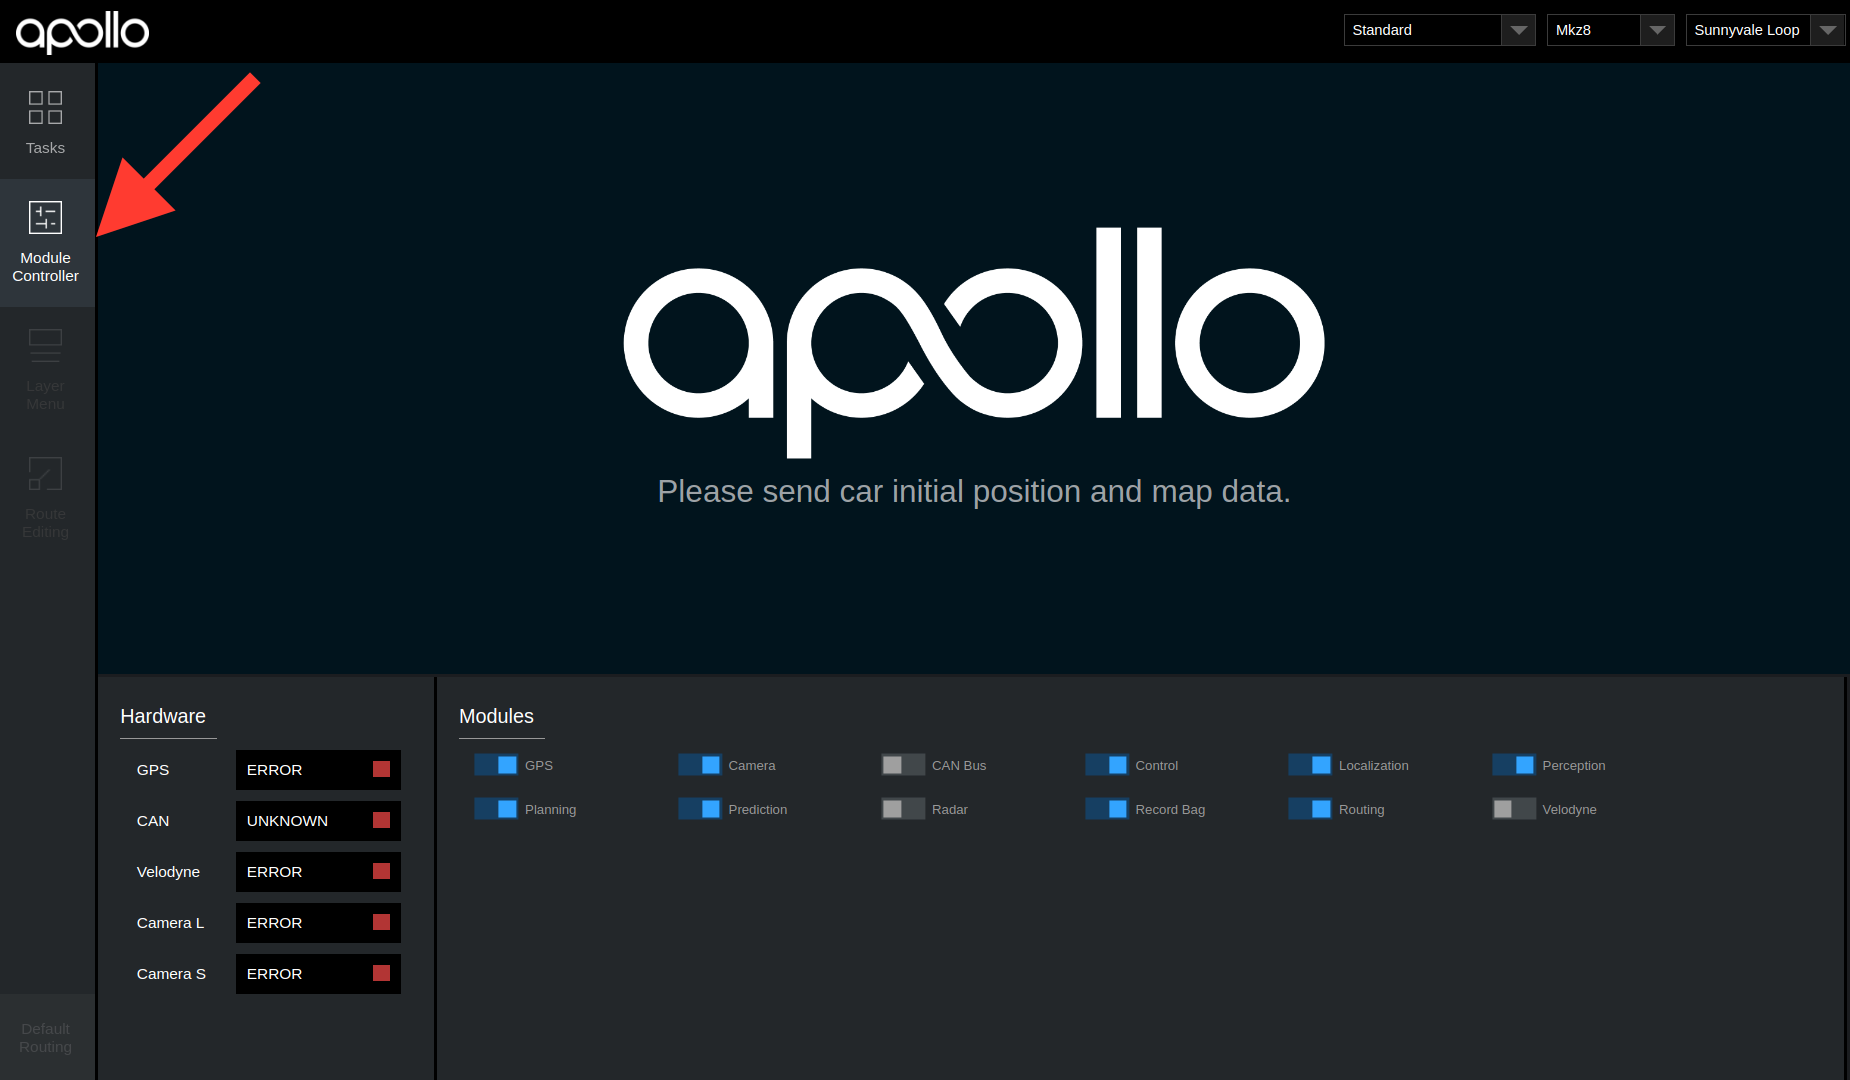 apollo
Standard
Mkz8
Sunnyvale Loop
Tasks
Module
Controller
Layer
Menu
Route
Editing
Default
Routing
apollo
Please send car initial position and map data.
Hardware
GPS ERROR
CAN UNKNOWN
Velodyne ERROR
Camera L ERROR
Camera S ERROR
Modules
GPS Camera CAN Bus Control Localization Perception
Planning Prediction Radar Record Bag Routing Velodyne